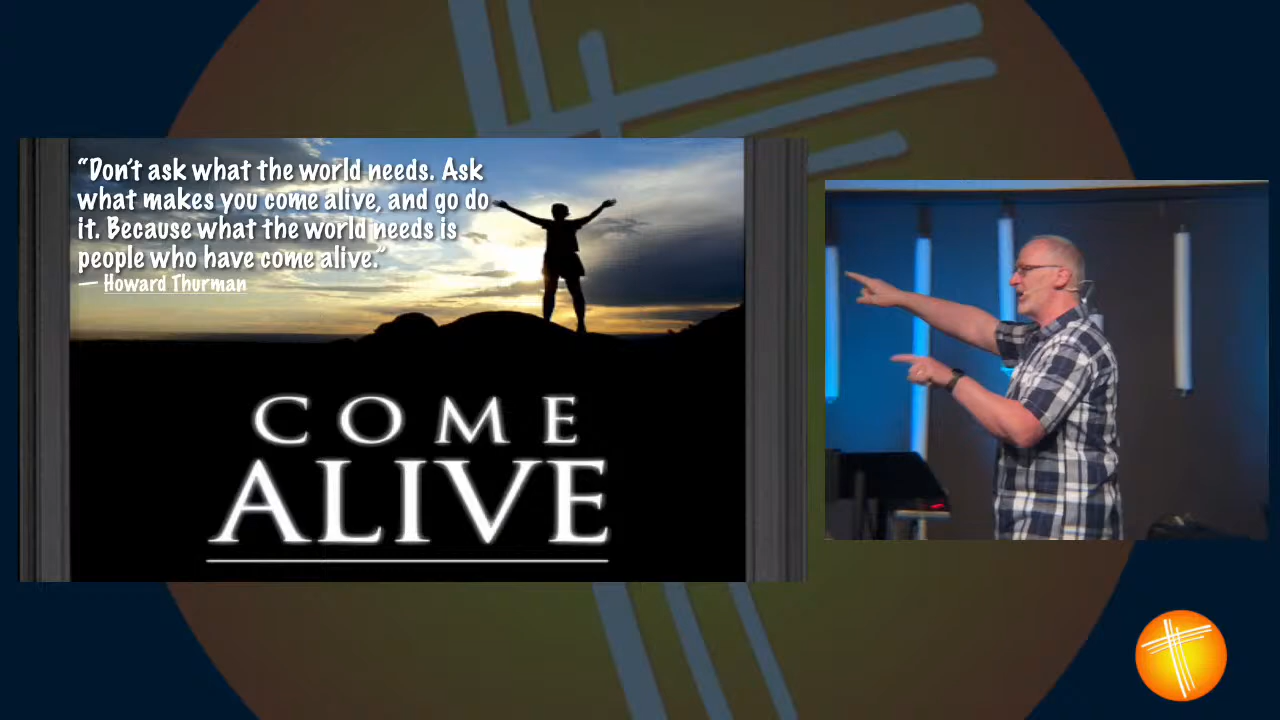 “Don’t ask what the world needs. Ask
what makes you come alive, and go do
it. Because what the world needs is
people who have come alive.”
— Howard Thurman
COME
ALIVE